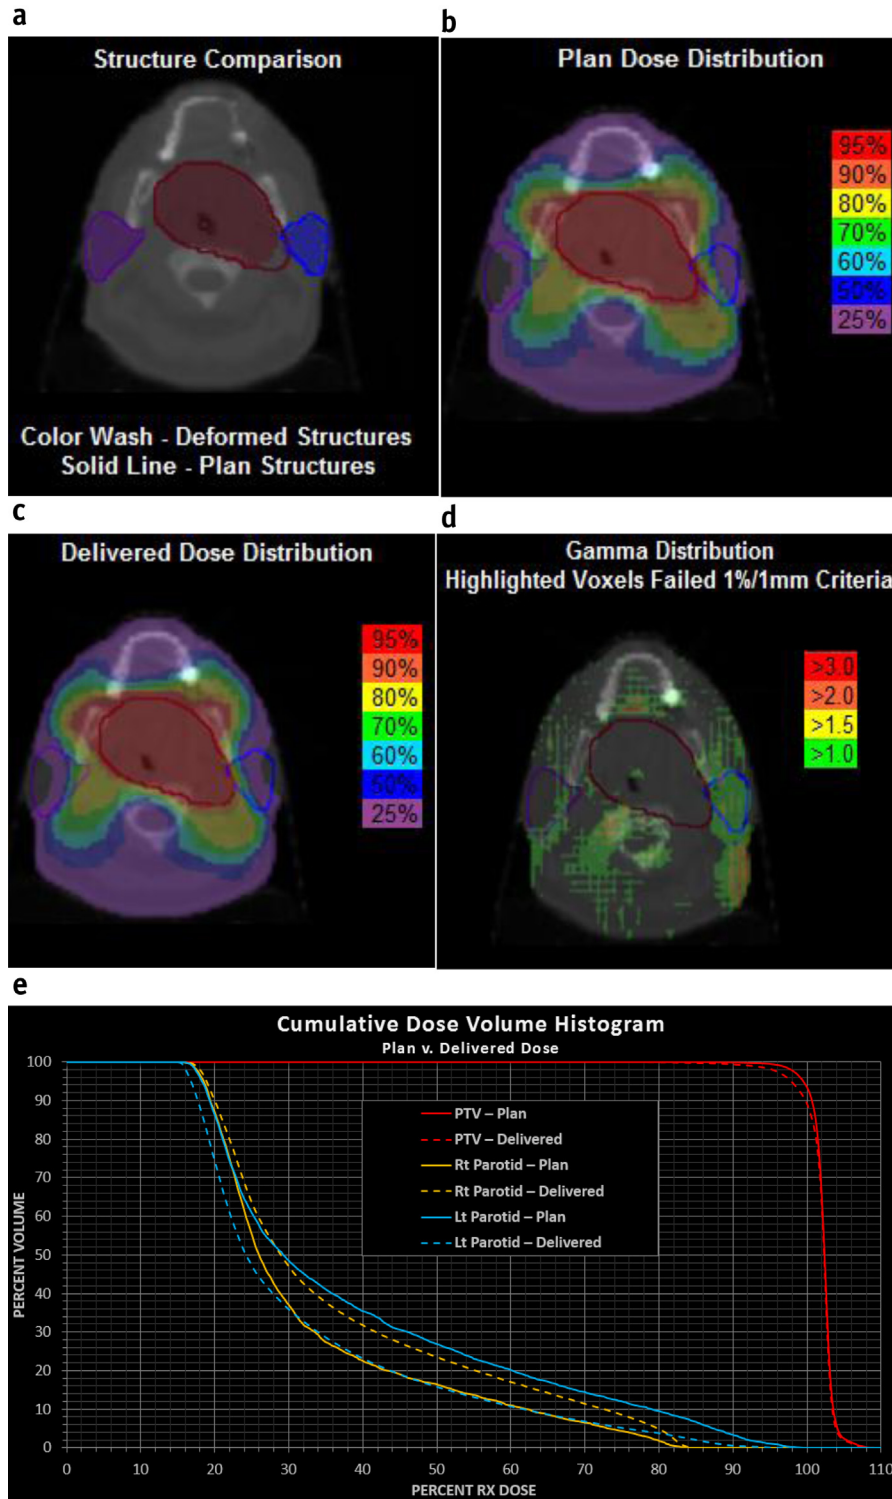 a
Structure Comparison
Color Wash - Deformed Structures
Solid Line - Plan Structures
b
Plan Dose Distribution
95%
90%
80%
70%
60%
50%
25%
c
Delivered Dose Distribution
95%
90%
80%
70%
60%
50%
25%
d
Gamma Distribution
Highlighted Voxels Failed 1%/1mm Criteria
>3.0
>2.0
>1.5
>1.0
e
Cumulative Dose Volume Histogram
Plan v. Delivered Dose
PERCENT VOLUME
100
90
80
70
60
50
40
30
20
10
0
PTV – Plan
PTV – Delivered
Rt Parotid – Plan
Rt Parotid – Delivered
Lt Parotid – Plan
Lt Parotid – Delivered
0 10 20 30 40 50 60 70 80 90 100 110
PERCENT RX DOSE